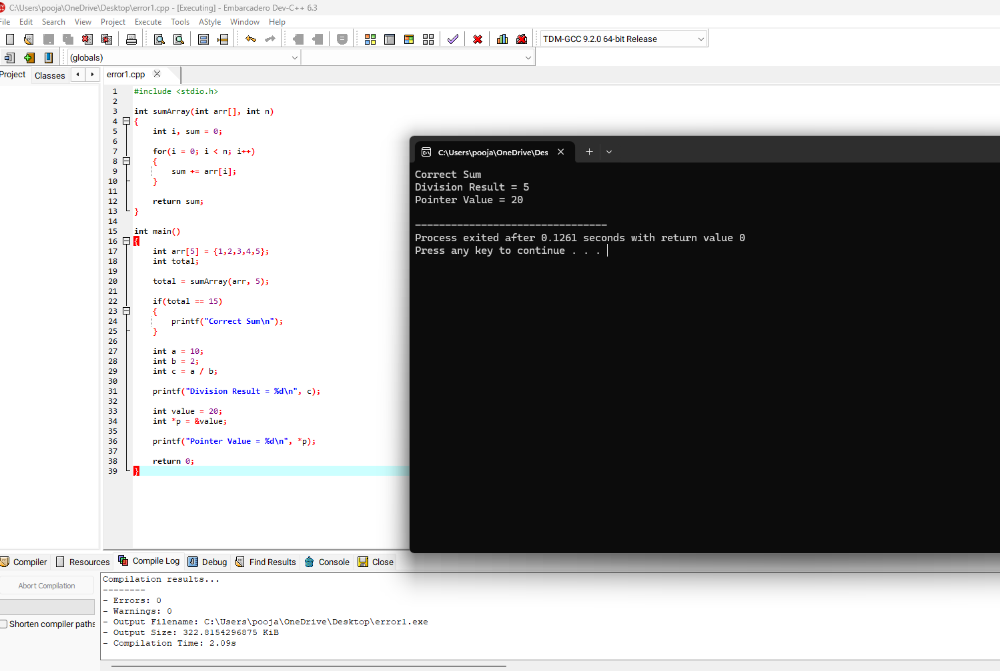 C:\Users\pooja\OneDrive\Desktop\error1.cpp - [Executing] - Embarcadero Dev-C++ 6.3
File Edit Search View Project Execute Tools AStyle Window Help
TDM-GCC 9.2.0 64-bit Release
(globals)
Project Classes
error1.cpp
1 #include <stdio.h>
2
3 int sumArray(int arr[], int n)
4 {
5 int i, sum = 0;
6
7 for(i = 0; i < n; i++)
8 {
9 sum += arr[i];
10 }
11
12 return sum;
13 }
14
15 int main()
16 {
17 int arr[5] = {1,2,3,4,5};
18 int total;
19
20 total = sumArray(arr, 5);
21
22 if(total == 15)
23 {
24 printf("Correct Sum\n");
25 }
26
27 int a = 10;
28 int b = 2;
29 int c = a / b;
30
31 printf("Division Result = %d\n", c);
32
33 int value = 20;
34 int *p = &value;
35
36 printf("Pointer Value = %d\n", *p);
37
38 return 0;
39 }
C:\Users\pooja\OneDrive\Des
Correct Sum
Division Result = 5
Pointer Value = 20
--------------------------------
Process exited after 0.1261 seconds with return value 0
Press any key to continue . . .
Compiler Resources Compile Log Debug Find Results Console Close
Abort Compilation
Shorten compiler paths
Compilation results...
--------
- Errors: 0
- Warnings: 0
- Output Filename: C:\Users\pooja\OneDrive\Desktop\error1.exe
- Output Size: 322.8154296875 KiB
- Compilation Time: 2.09s